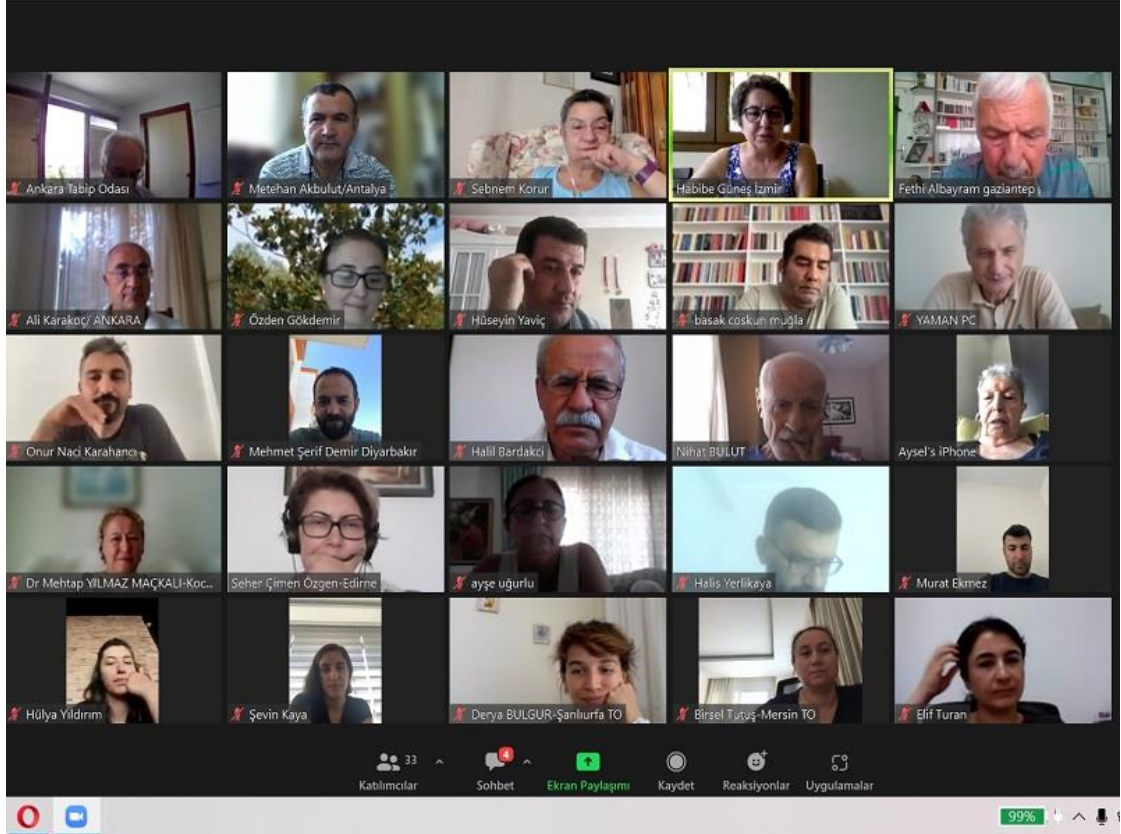 Ankara Tabip Odası
Metehan Akbulut/Antalya
Sebnem Korur
Habibe Güneş İzmir
Fethi Albayram gaziantep
Ali Karakoç/ ANKARA
Özden Gökdemir
Hüseyin Yaviç
basak coskun muğla
YAMAN PC
Onur Naci Karahancı
Mehmet Şerif Demir Diyarbakır
Halil Bardakci
Nihat BULUT
Aysel's iPhone
Dr Mehtap YILMAZ MAÇKALI-Koc...
Seher Çimen Özgen-Edirne
ayşe uğurlu
Halis Yerlikaya
Murat Ekmez
Hülya Yıldırım
Şevin Kaya
Derya BULGUR-Şanlıurfa TO
Birsel Tutuş-Mersin TO
Elif Turan
33
4
Katılımcılar
Sohbet
Ekran Paylaşımı
Kaydet
Reaksiyonlar
Uygulamalar
99%